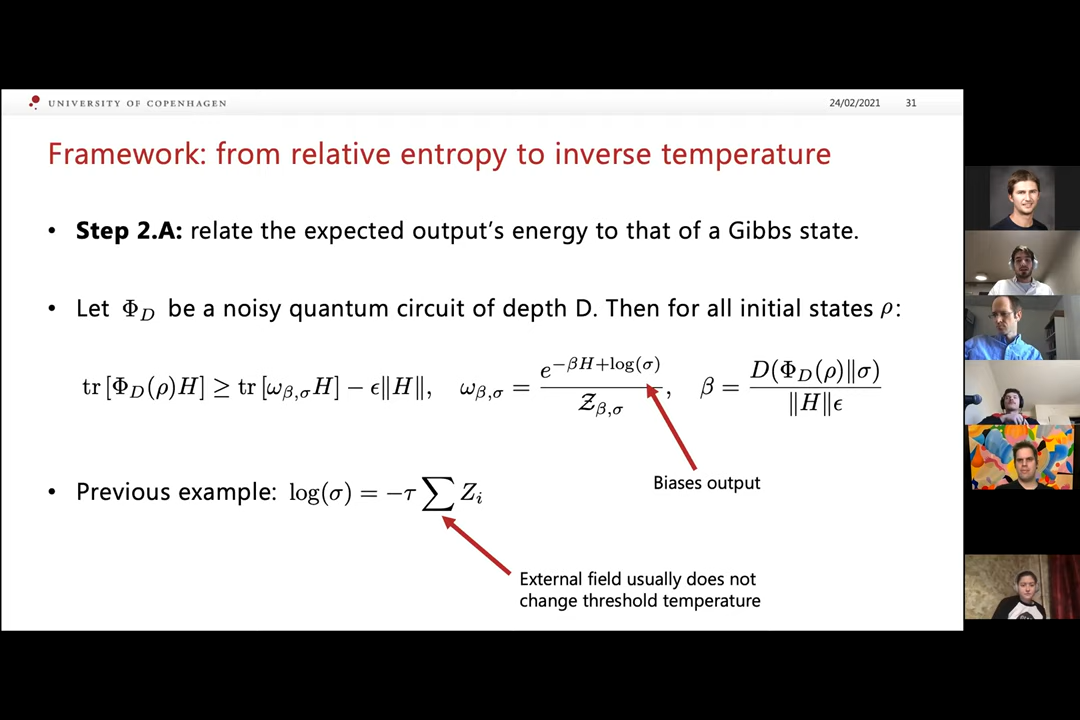 UNIVERSITY OF COPENHAGEN
24/02/2021 31
Framework: from relative entropy to inverse temperature
• Step 2.A: relate the expected output's energy to that of a Gibbs state.
• Let Φ_D be a noisy quantum circuit of depth D. Then for all initial states ρ:
tr [Φ_D(ρ)H] ≥ tr [ω_{β,σ}H] − ϵ‖H‖, ω_{β,σ} = e^{−βH+log(σ)} / 𝒵_{β,σ}, β = D(Φ_D(ρ)‖σ) / ‖H‖ϵ
Biases output
• Previous example: log(σ) = −τ ∑ Z_i
External field usually does not
change threshold temperature